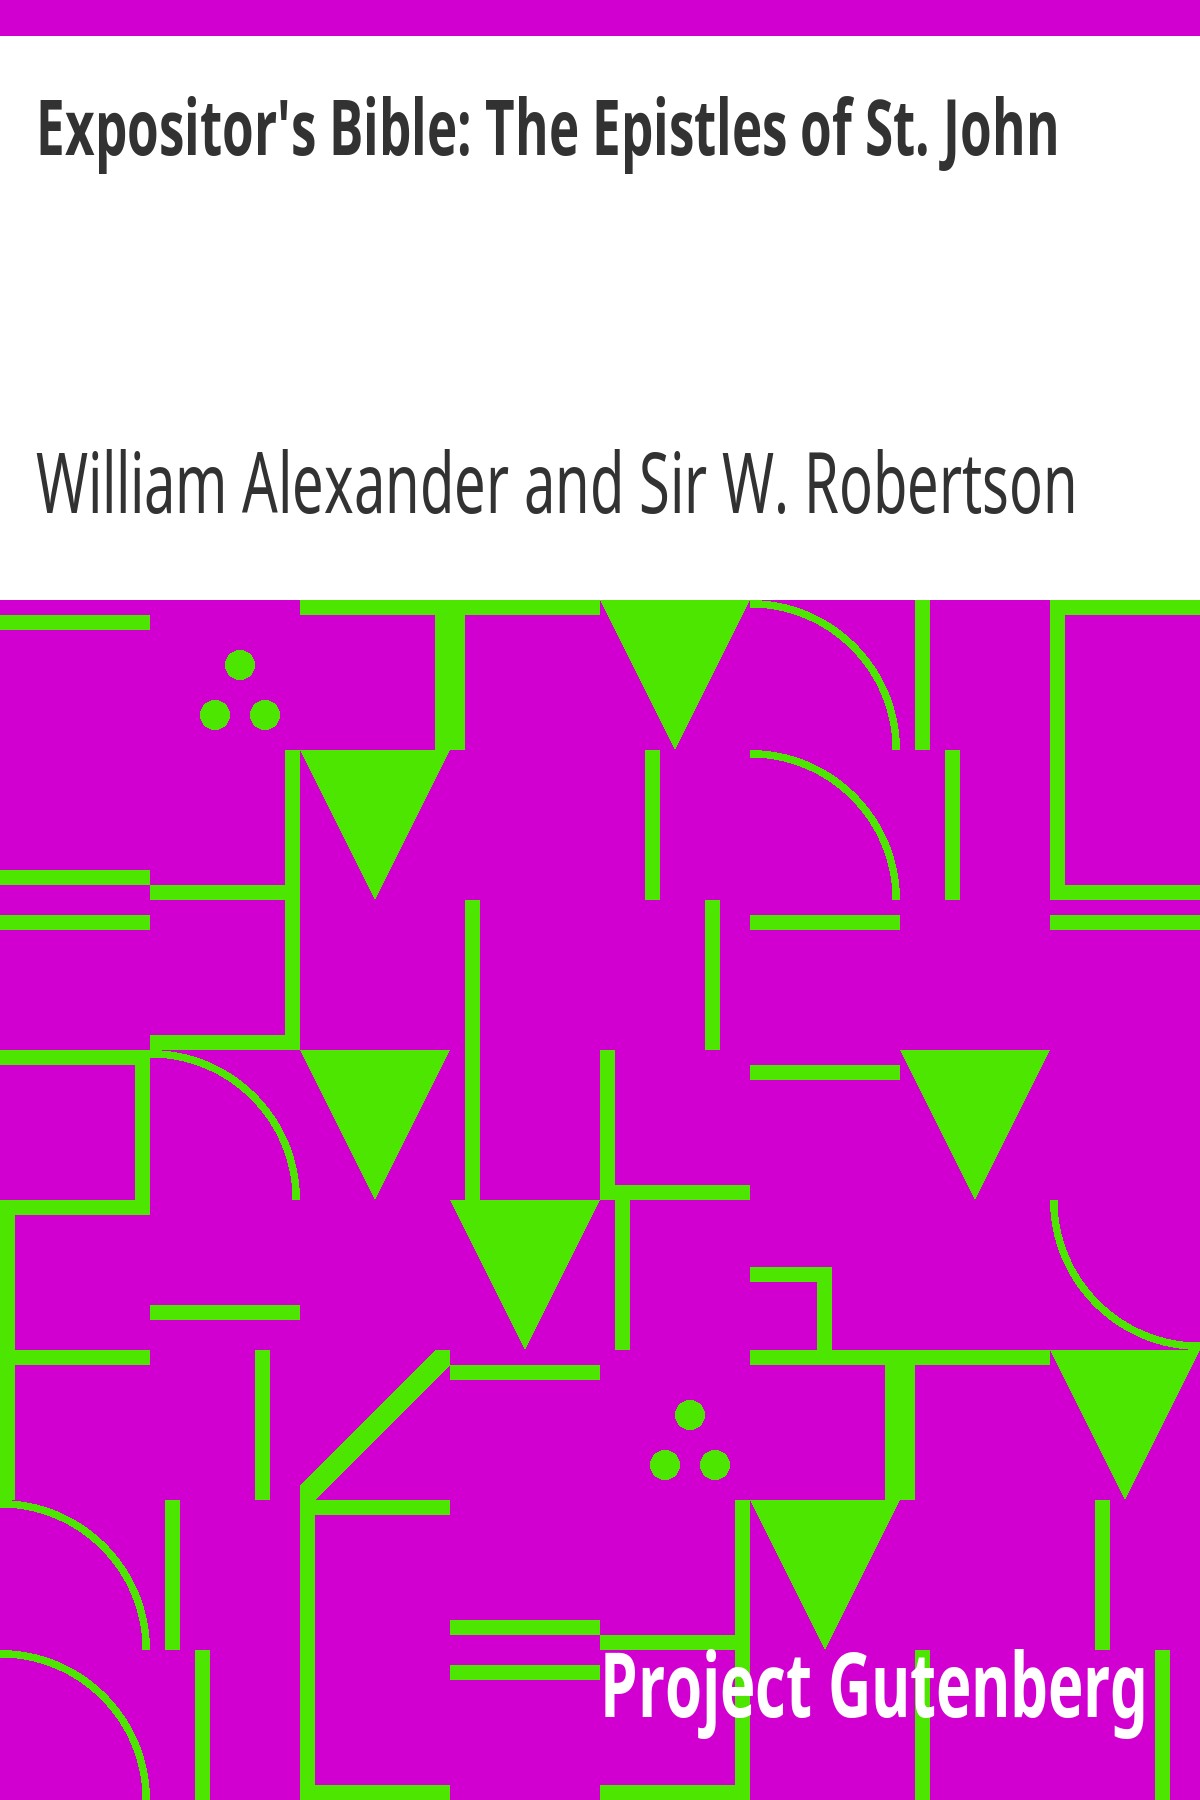 Expositor's Bible: The Epistles of St. John
William Alexander and Sir W. Robertson
Project Gutenberg